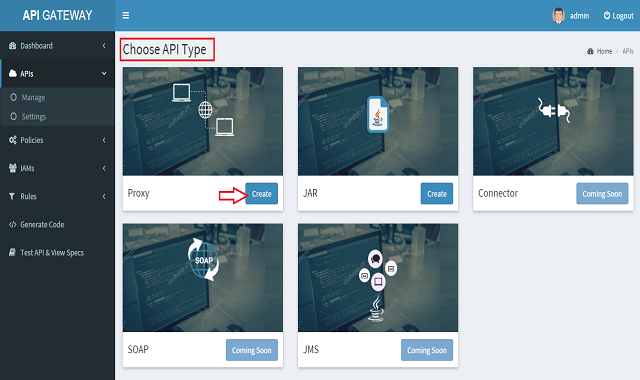 API GATEWAY
admin
Logout
Dashboard
APIs
Manage
Settings
Policies
IAMs
Rules
Generate Code
Test API & View Specs
Choose API Type
Home > APIs
Proxy
Create
JAR
Create
Connector
Coming Soon
SOAP
SOAP
Coming Soon
JMS
Coming Soon